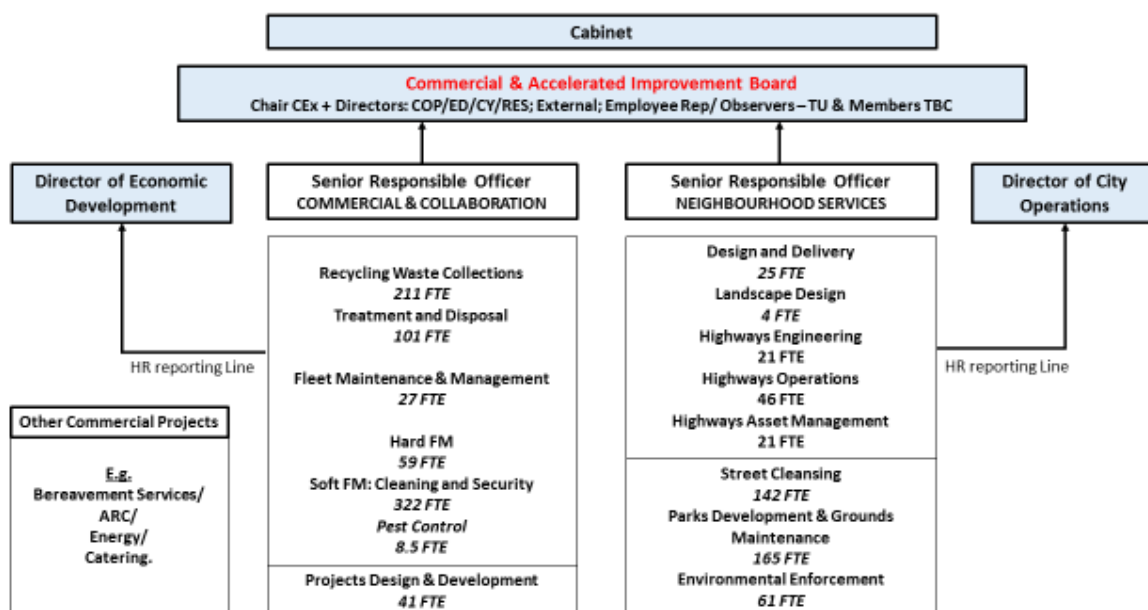 Cabinet
Commercial & Accelerated Improvement Board
Chair CEx + Directors: COP/ED/CY/RES; External; Employee Rep/ Observers – TU & Members TBC
Director of Economic
Development
Senior Responsible Officer
COMMERCIAL & COLLABORATION
Senior Responsible Officer
NEIGHBOURHOOD SERVICES
Director of City
Operations
HR reporting Line
Recycling Waste Collections
211 FTE
Treatment and Disposal
101 FTE
Fleet Maintenance & Management
27 FTE
Hard FM
59 FTE
Soft FM: Cleaning and Security
322 FTE
Pest Control
8.5 FTE
Projects Design & Development
41 FTE
Design and Delivery
25 FTE
Landscape Design
4 FTE
Highways Engineering
21 FTE
Highways Operations
46 FTE
Highways Asset Management
21 FTE
Street Cleansing
142 FTE
Parks Development & Grounds
Maintenance
165 FTE
Environmental Enforcement
61 FTE
HR reporting Line
Other Commercial Projects
E.g.
Bereavement Services/
ARC/
Energy/
Catering.